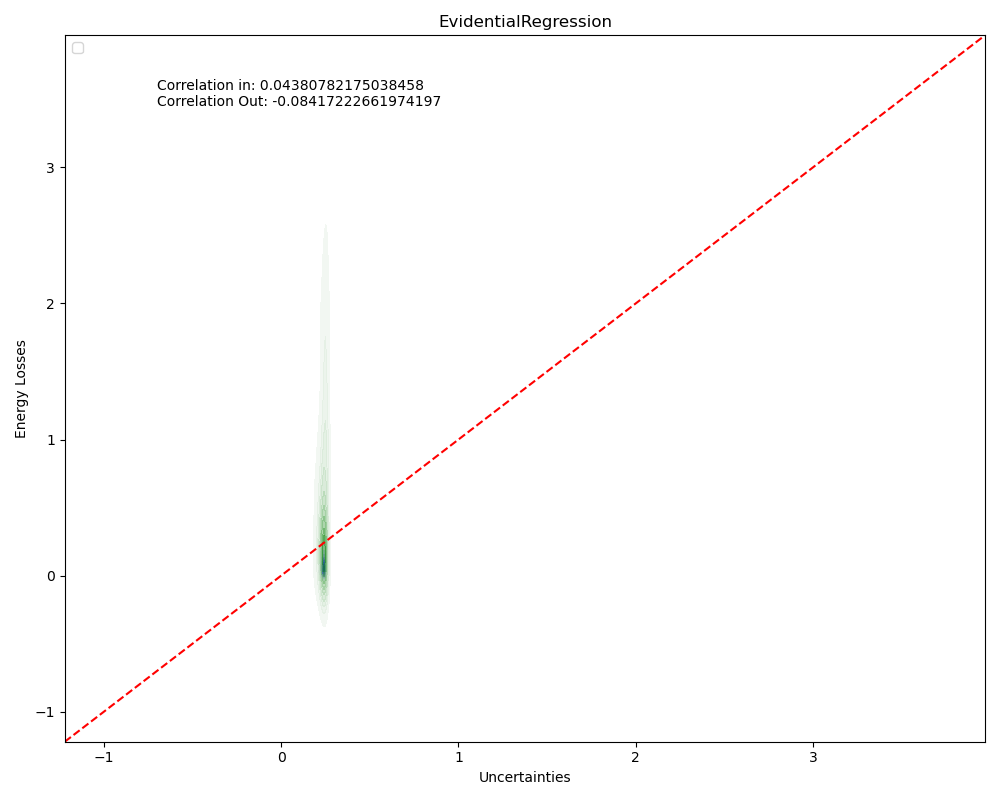 EvidentialRegression
Correlation in: 0.04380782175038458
Correlation Out: -0.08417222661974197
Energy Losses
3
2
1
0
−1
−1 0 1 2 3
Uncertainties